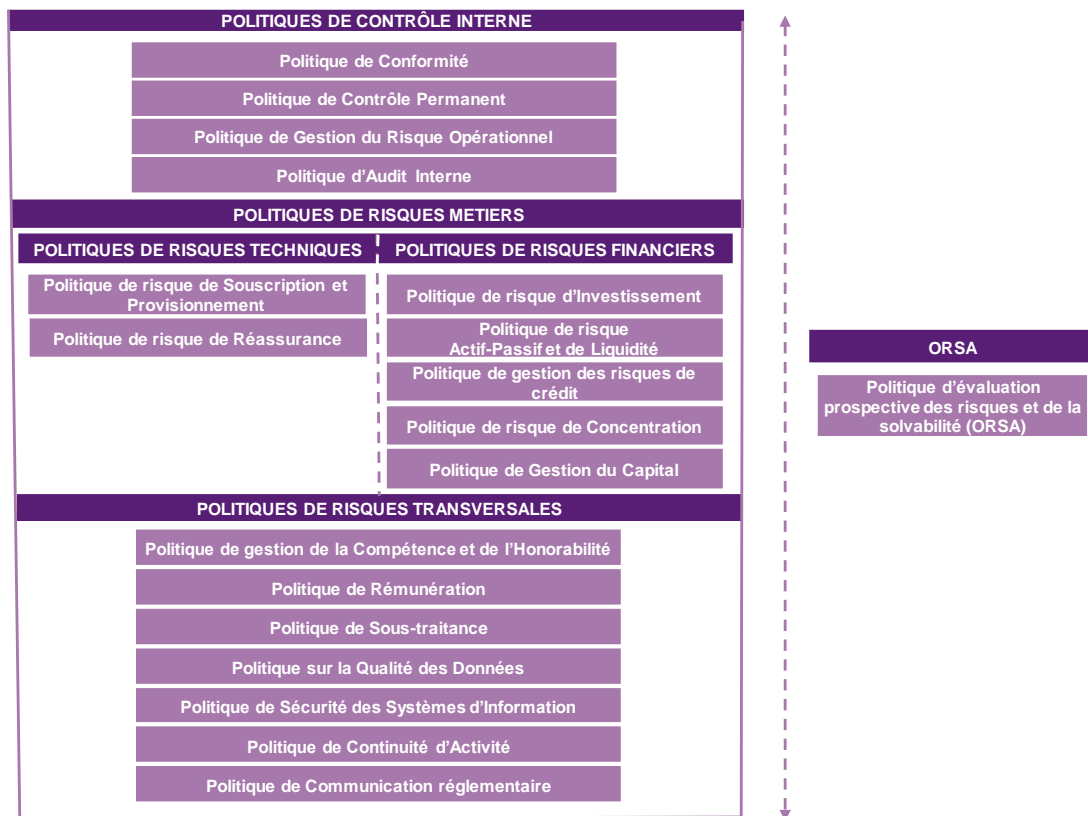 POLITIQUES DE CONTRÔLE INTERNE
Politique de Conformité
Politique de Contrôle Permanent
Politique de Gestion du Risque Opérationnel
Politique d'Audit Interne
POLITIQUES DE RISQUES METIERS
POLITIQUES DE RISQUES TECHNIQUES
Politique de risque de Souscription et
Provisionnement
Politique de risque de Réassurance
POLITIQUES DE RISQUES FINANCIERS
Politique de risque d'Investissement
Politique de risque
Actif-Passif et de Liquidité
Politique de gestion des risques de
crédit
Politique de risque de Concentration
Politique de Gestion du Capital
POLITIQUES DE RISQUES TRANSVERSALES
Politique de gestion de la Compétence et de l'Honorabilité
Politique de Rémunération
Politique de Sous-traitance
Politique sur la Qualité des Données
Politique de Sécurité des Systèmes d'Information
Politique de Continuité d'Activité
Politique de Communication réglementaire
ORSA
Politique d'évaluation
prospective des risques et de la
solvabilité (ORSA)